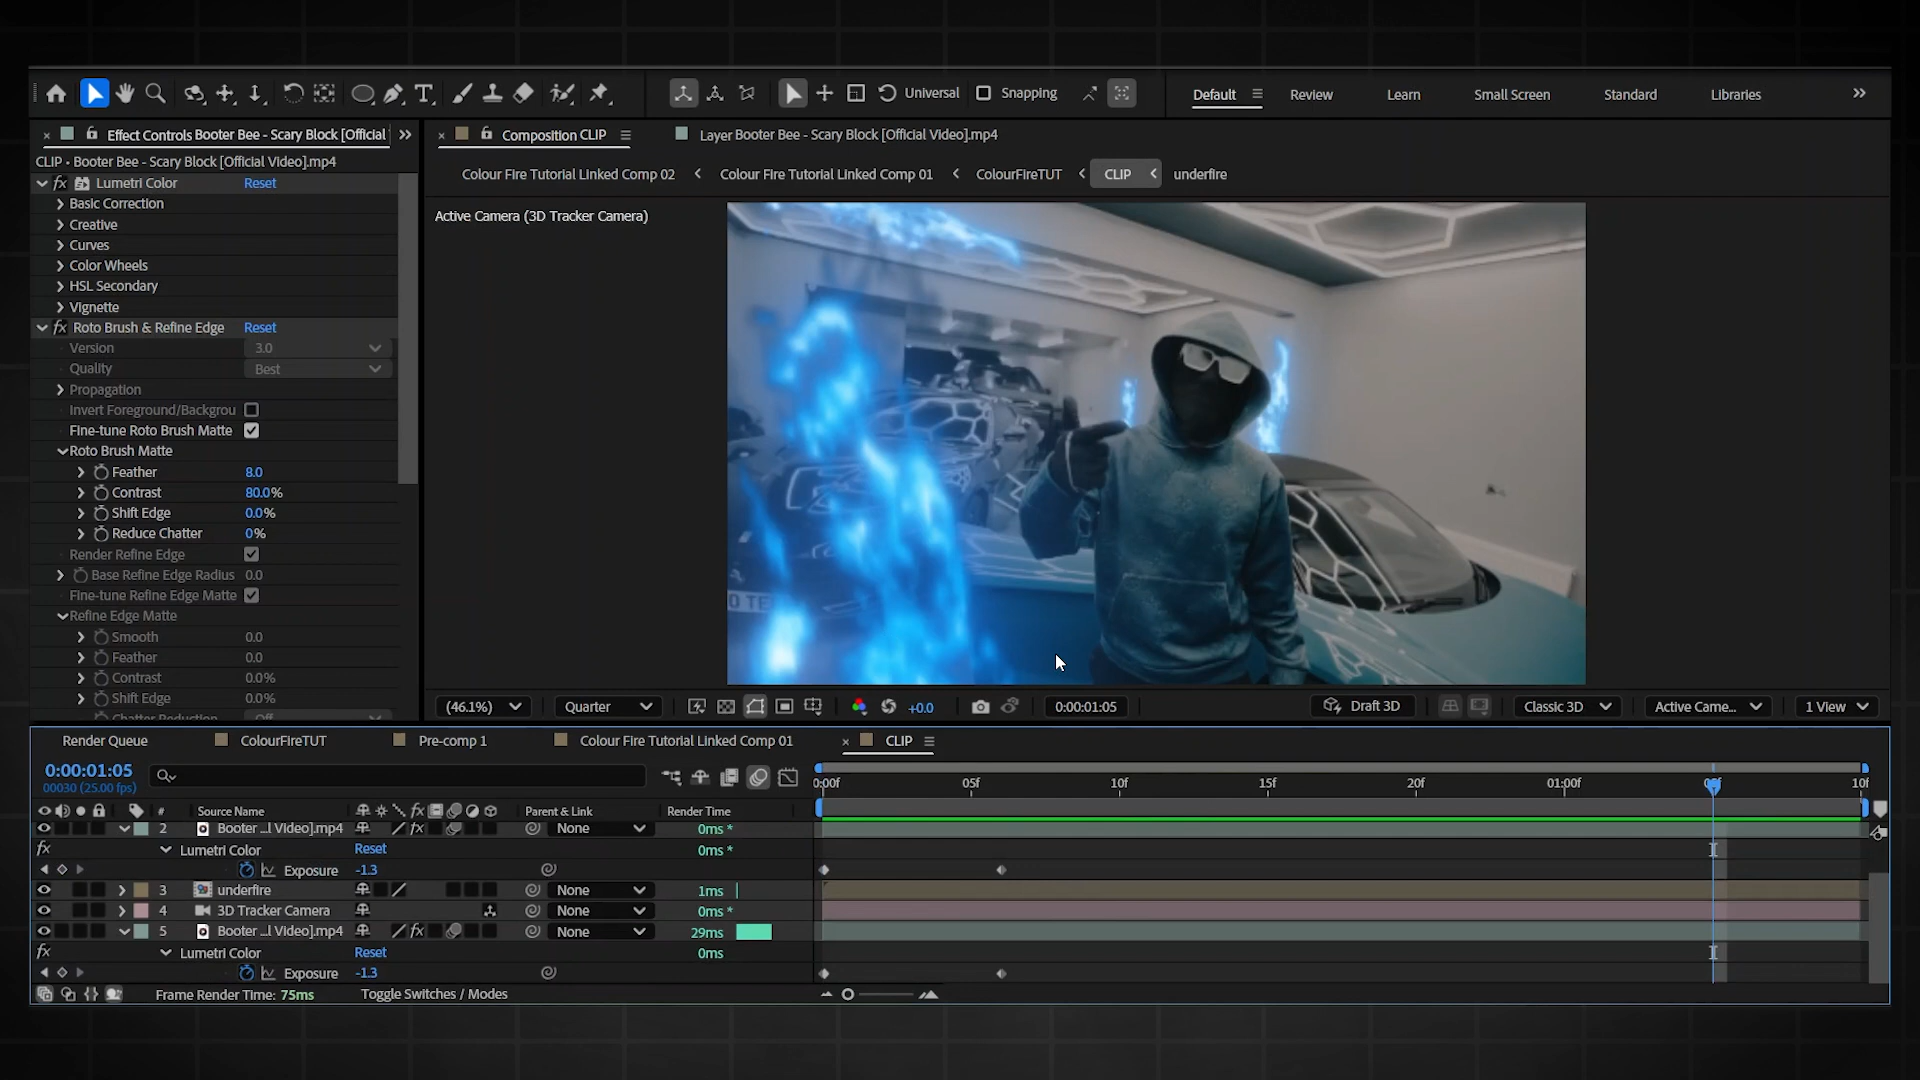 Universal Snapping Default Review Learn Small Screen Standard Libraries
Effect Controls Booter Bee - Scary Block [Official
Composition CLIP
Layer Booter Bee - Scary Block [Official Video].mp4
CLIP • Booter Bee - Scary Block [Official Video].mp4
Colour Fire Tutorial Linked Comp 02 Colour Fire Tutorial Linked Comp 01 ColourFireTUT CLIP underfire
Active Camera (3D Tracker Camera)
fx Lumetri Color Reset
Basic Correction
Creative
Curves
Color Wheels
HSL Secondary
Vignette
fx Roto Brush & Refine Edge Reset
Version 3.0
Quality Best
Propagation
Invert Foreground/Backgrou
Fine-tune Roto Brush Matte
Roto Brush Matte
Feather 8.0
Contrast 80.0%
Shift Edge 0.0%
Reduce Chatter 0%
Render Refine Edge
Base Refine Edge Radius 0.0
Fine-tune Refine Edge Matte
Refine Edge Matte
Smooth 0.0
Feather 0.0
Contrast 0.0%
Shift Edge 0.0%
Chatter Reduction Off
(46.1%) Quarter +0.0 0:00:01:05 Draft 3D Classic 3D Active Came... 1 View
Render Queue ColourFireTUT Pre-comp 1 Colour Fire Tutorial Linked Comp 01 CLIP
0:00:01:05
00030 (25.00 fps)
0:00f 05f 10f 15f 20f 01:00f 10f
# Source Name fx Parent & Link Render Time
2 Booter ...l Video].mp4 fx None 0ms *
fx Lumetri Color Reset 0ms *
Exposure -1.3
3 underfire None 1ms
4 3D Tracker Camera None 0ms *
5 Booter ...l Video].mp4 fx None 29ms
fx Lumetri Color Reset 0ms
Exposure -1.3
Frame Render Time: 75ms Toggle Switches / Modes